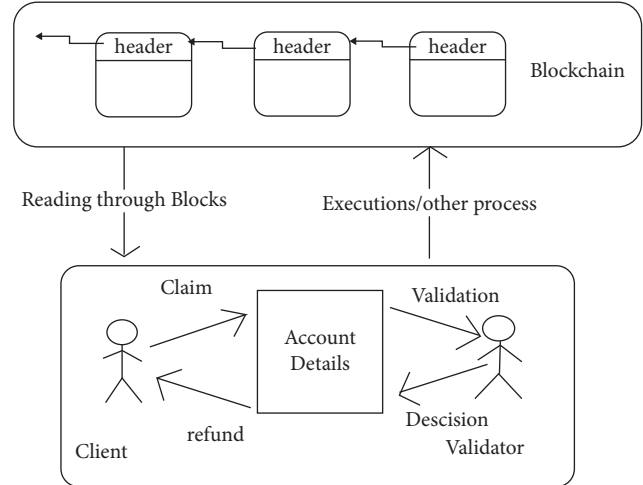 header
header
header
Blockchain
Reading through Blocks
Executions/other process
Claim
Validation
Account
Details
refund
Descision
Client
Validator